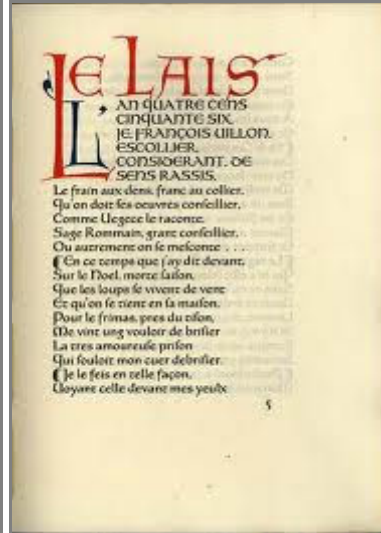 LE LAIS
L'AN QUATRE CENS
CINQUANTE SIX,
JE, FRANÇOIS UILLON,
ESCOLLIER,
CONSIDERANT, DE
SENS RASSIS,
Le frain aux dens, franc au collier,
Qu'on doit ses oeuvres conseillier,
Comme Uegece le raconte,
Sage Rommain, grant conseillier,
Ou autrement on se mesconte . . .
⁋ En ce temps que j'ay dit devant,
Sur le Noel, morte saison,
Que les loups se vivent de vent
Et qu'on se tient en sa maison,
Pour le frimas, pres du tison,
Me vint ung vouloir de brisier
La tres amoureuse prison
Qui souloit mon cuer debrisier.
⁋ Je le feis en telle façon,
Uoyant celle devant mes yeulx
5